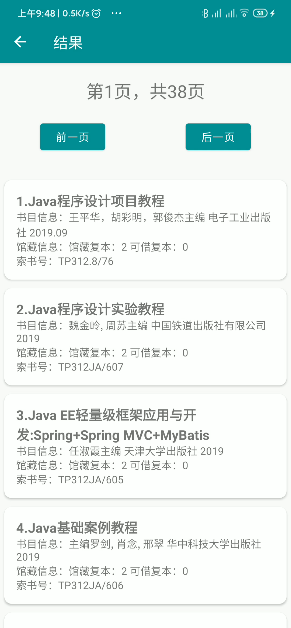 上午9:48 | 0.5K/s ··· 38
结果
第1页，共38页
前一页 后一页
1.Java程序设计项目教程
书目信息：王平华，胡彩明，郭俊杰主编 电子工业出版
社 2019.09
馆藏信息：馆藏复本：2 可借复本：0
索书号：TP312.8/76
2.Java程序设计实验教程
书目信息：魏金岭, 周苏主编 中国铁道出版社有限公司
2019
馆藏信息：馆藏复本：2 可借复本：0
索书号：TP312JA/607
3.Java EE轻量级框架应用与开
发:Spring+Spring MVC+MyBatis
书目信息：任淑霞主编 天津大学出版社 2019
馆藏信息：馆藏复本：2 可借复本：0
索书号：TP312JA/605
4.Java基础案例教程
书目信息：主编罗剑, 肖念, 邢翠 华中科技大学出版社
2019
馆藏信息：馆藏复本：2 可借复本：0
索书号：TP312JA/606